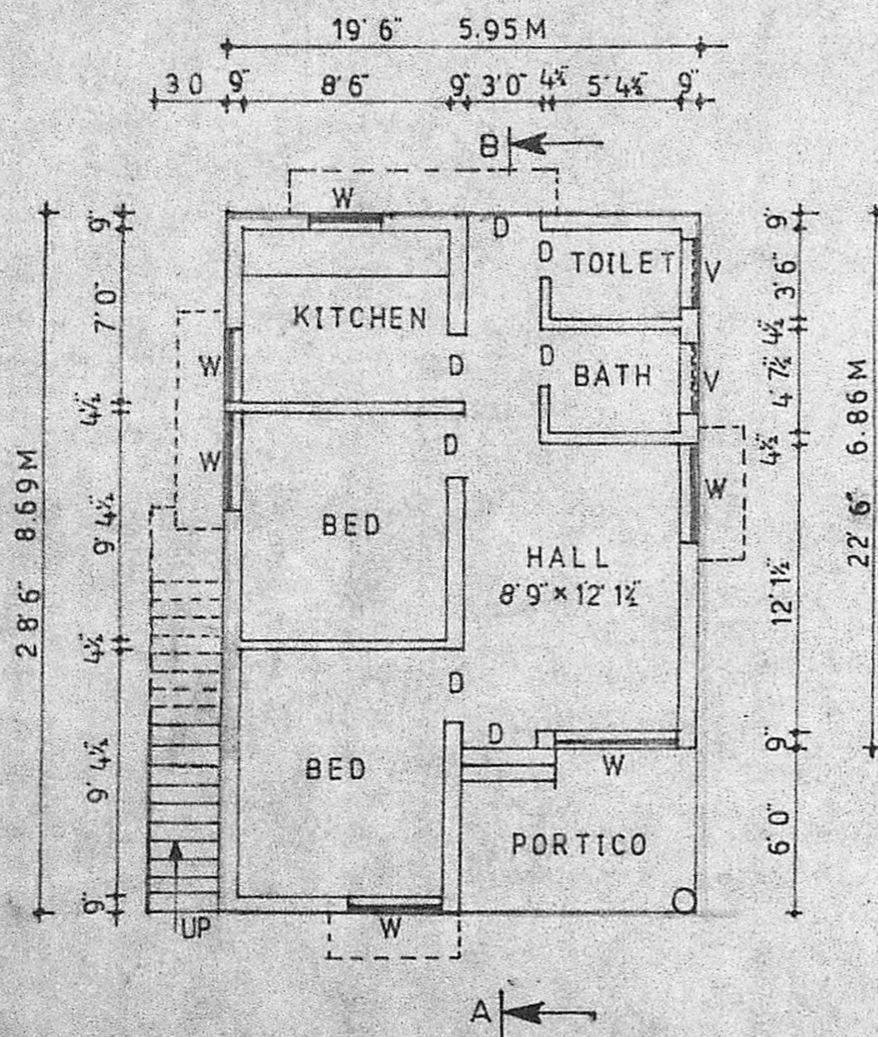 19' 6" 5.95 M
3 0 9" 8' 6" 9" 3' 0" 4½" 5' 4½" 9"
B
W
D
D
TOILET
V
KITCHEN
W
D
D
BATH
V
D
W
W
BED
HALL
8' 9" × 12' 1½"
D
BED
D
W
PORTICO
UP
W
A
28' 6" 8.69 M
9" 7' 0" 4½" 9' 4½" 4½" 9' 4½" 9"
9" 3' 6" 4½" 4' 7½" 4½" 12' 1½" 9" 6' 0"
22' 6" 6.86 M